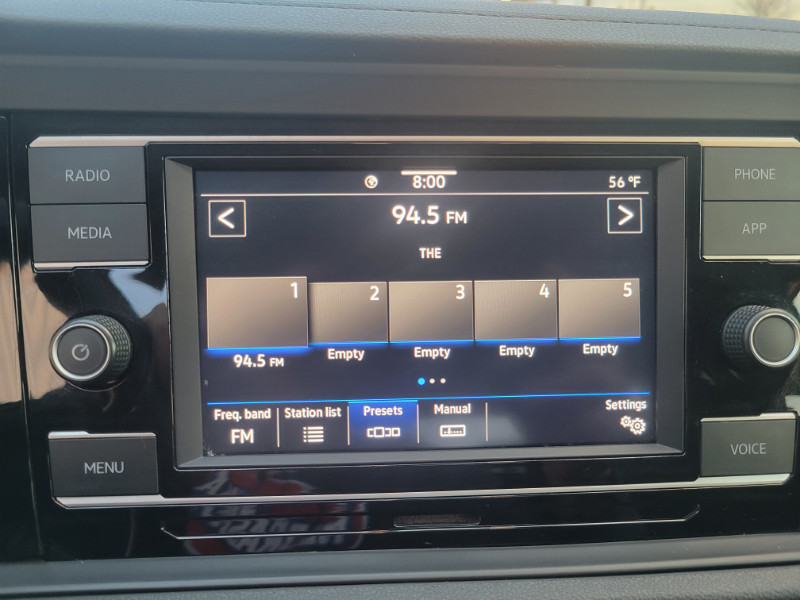 RADIO
MEDIA
MENU
8:00
56 °F
94.5 FM
THE
1
2
3
4
5
94.5 FM
Empty
Empty
Empty
Empty
Freq. band
FM
Station list
Presets
Manual
Settings
PHONE
APP
VOICE